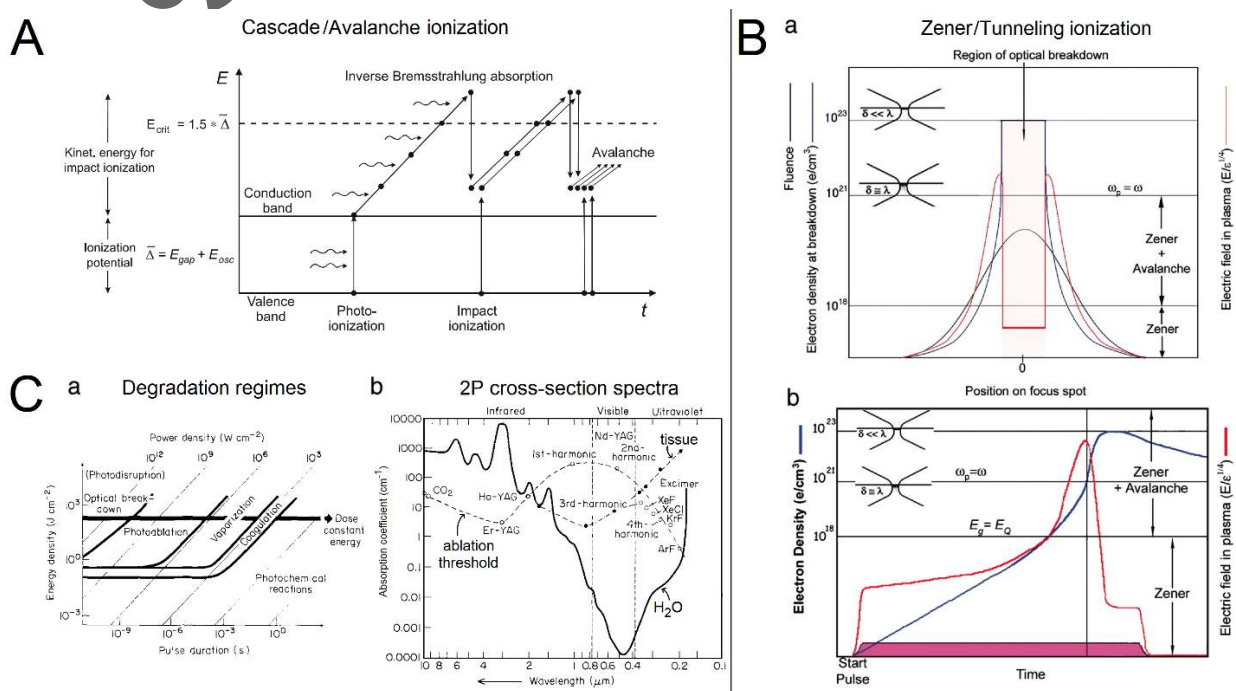 A
Cascade/Avalanche ionization
E
Inverse Bremsstrahlung absorption
Kinet. energy for
impact ionization
E_crit = 1.5 * Δ̃
Avalanche
Conduction
band
Ionization
potential
Δ̃ = E_gap + E_osc
Valence
band
Photo-
ionization
Impact
ionization
t
B
a
Zener/Tunneling ionization
Region of optical breakdown
Fluence
Electron density at breakdown (e/cm³)
10²³
10²¹
10¹⁸
δ << λ
δ ≅ λ
ω_p = ω
Zener
+
Avalanche
Zener
Electric field in plasma (E/ε^1/4)
0
Position on focus spot
b
Electron Density (e/cm³)
10²³
10²¹
10¹⁸
δ << λ
δ ≅ λ
ω_p=ω
E_g = E_Q
Zener
+ Avalanche
Zener
Electric field in plasma (E/ε^1/4)
Start
Pulse
Time
C
a
Degradation regimes
Power density (W cm⁻²)
10¹² 10⁹ 10⁶ 10³
(Photodisruption)
Optical break-
down
Photoablation
Vaporization
Coagulation
Dose
constant
energy
Photochemical
reactions
Energy density (J cm⁻²)
10³
10⁰
10⁻³
10⁻⁹ 10⁻⁶ 10⁻³ 10⁰
Pulse duration (s)
b
2P cross-section spectra
Infrared Visible Ultraviolet
Absorption coefficient (cm⁻¹)
10000
1000
100
10
1
0.1
0.01
0.001
0.0001
Nd-YAG
1st-harmonic
2nd-
harmonic
tissue
CO₂
Ho-YAG
3rd-harmonic
Excimer
XeF
XeCl
KrF
4th-
harmonic
Er-YAG
ablation
threshold
ArF
H₂O
10 8 6 4 2 1 0.8 0.6 0.4 0.2 0.1
Wavelength (μm)